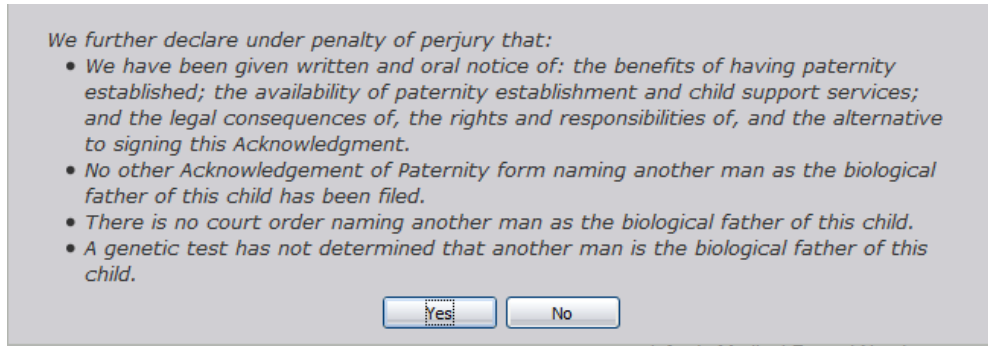 We further declare under penalty of perjury that:
• We have been given written and oral notice of: the benefits of having paternity
established; the availability of paternity establishment and child support services;
and the legal consequences of, the rights and responsibilities of, and the alternative
to signing this Acknowledgment.
• No other Acknowledgement of Paternity form naming another man as the biological
father of this child has been filed.
• There is no court order naming another man as the biological father of this child.
• A genetic test has not determined that another man is the biological father of this
child.
Yes No